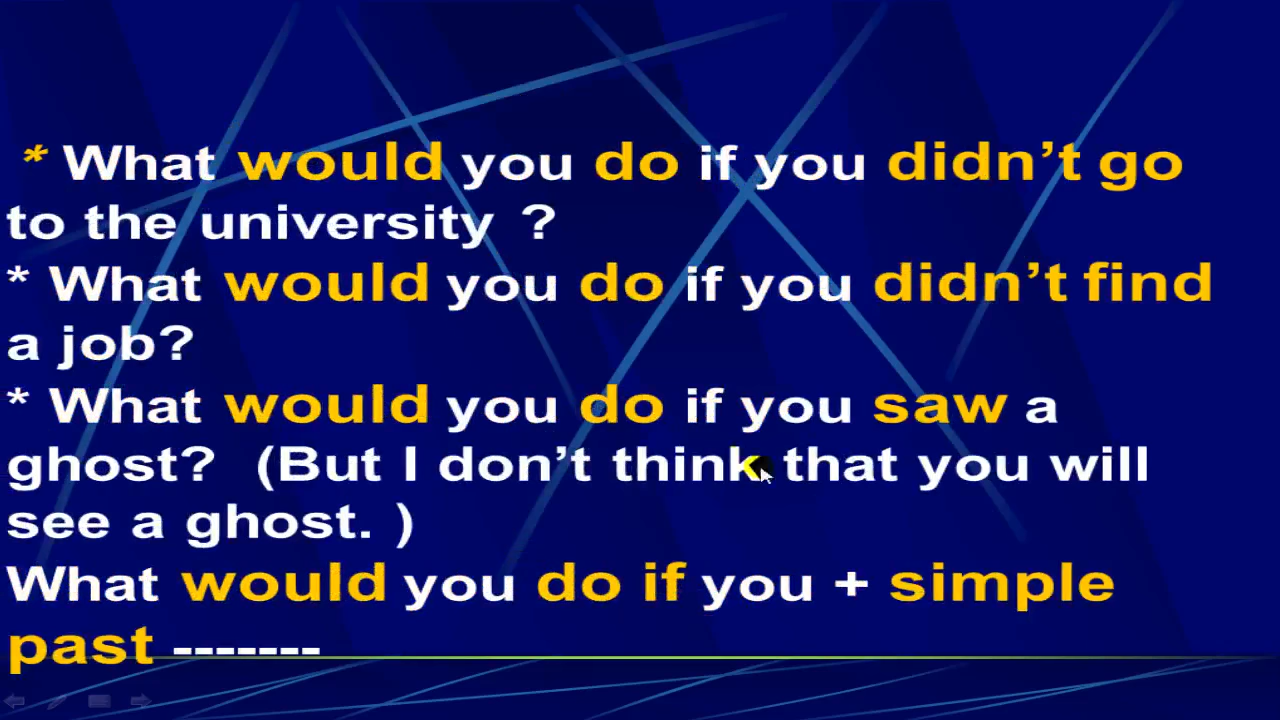 * What would you do if you didn’t go
to the university ?
* What would you do if you didn’t find
a job?
* What would you do if you saw a
ghost? (But I don’t think that you will
see a ghost. )
What would you do if you + simple
past -------